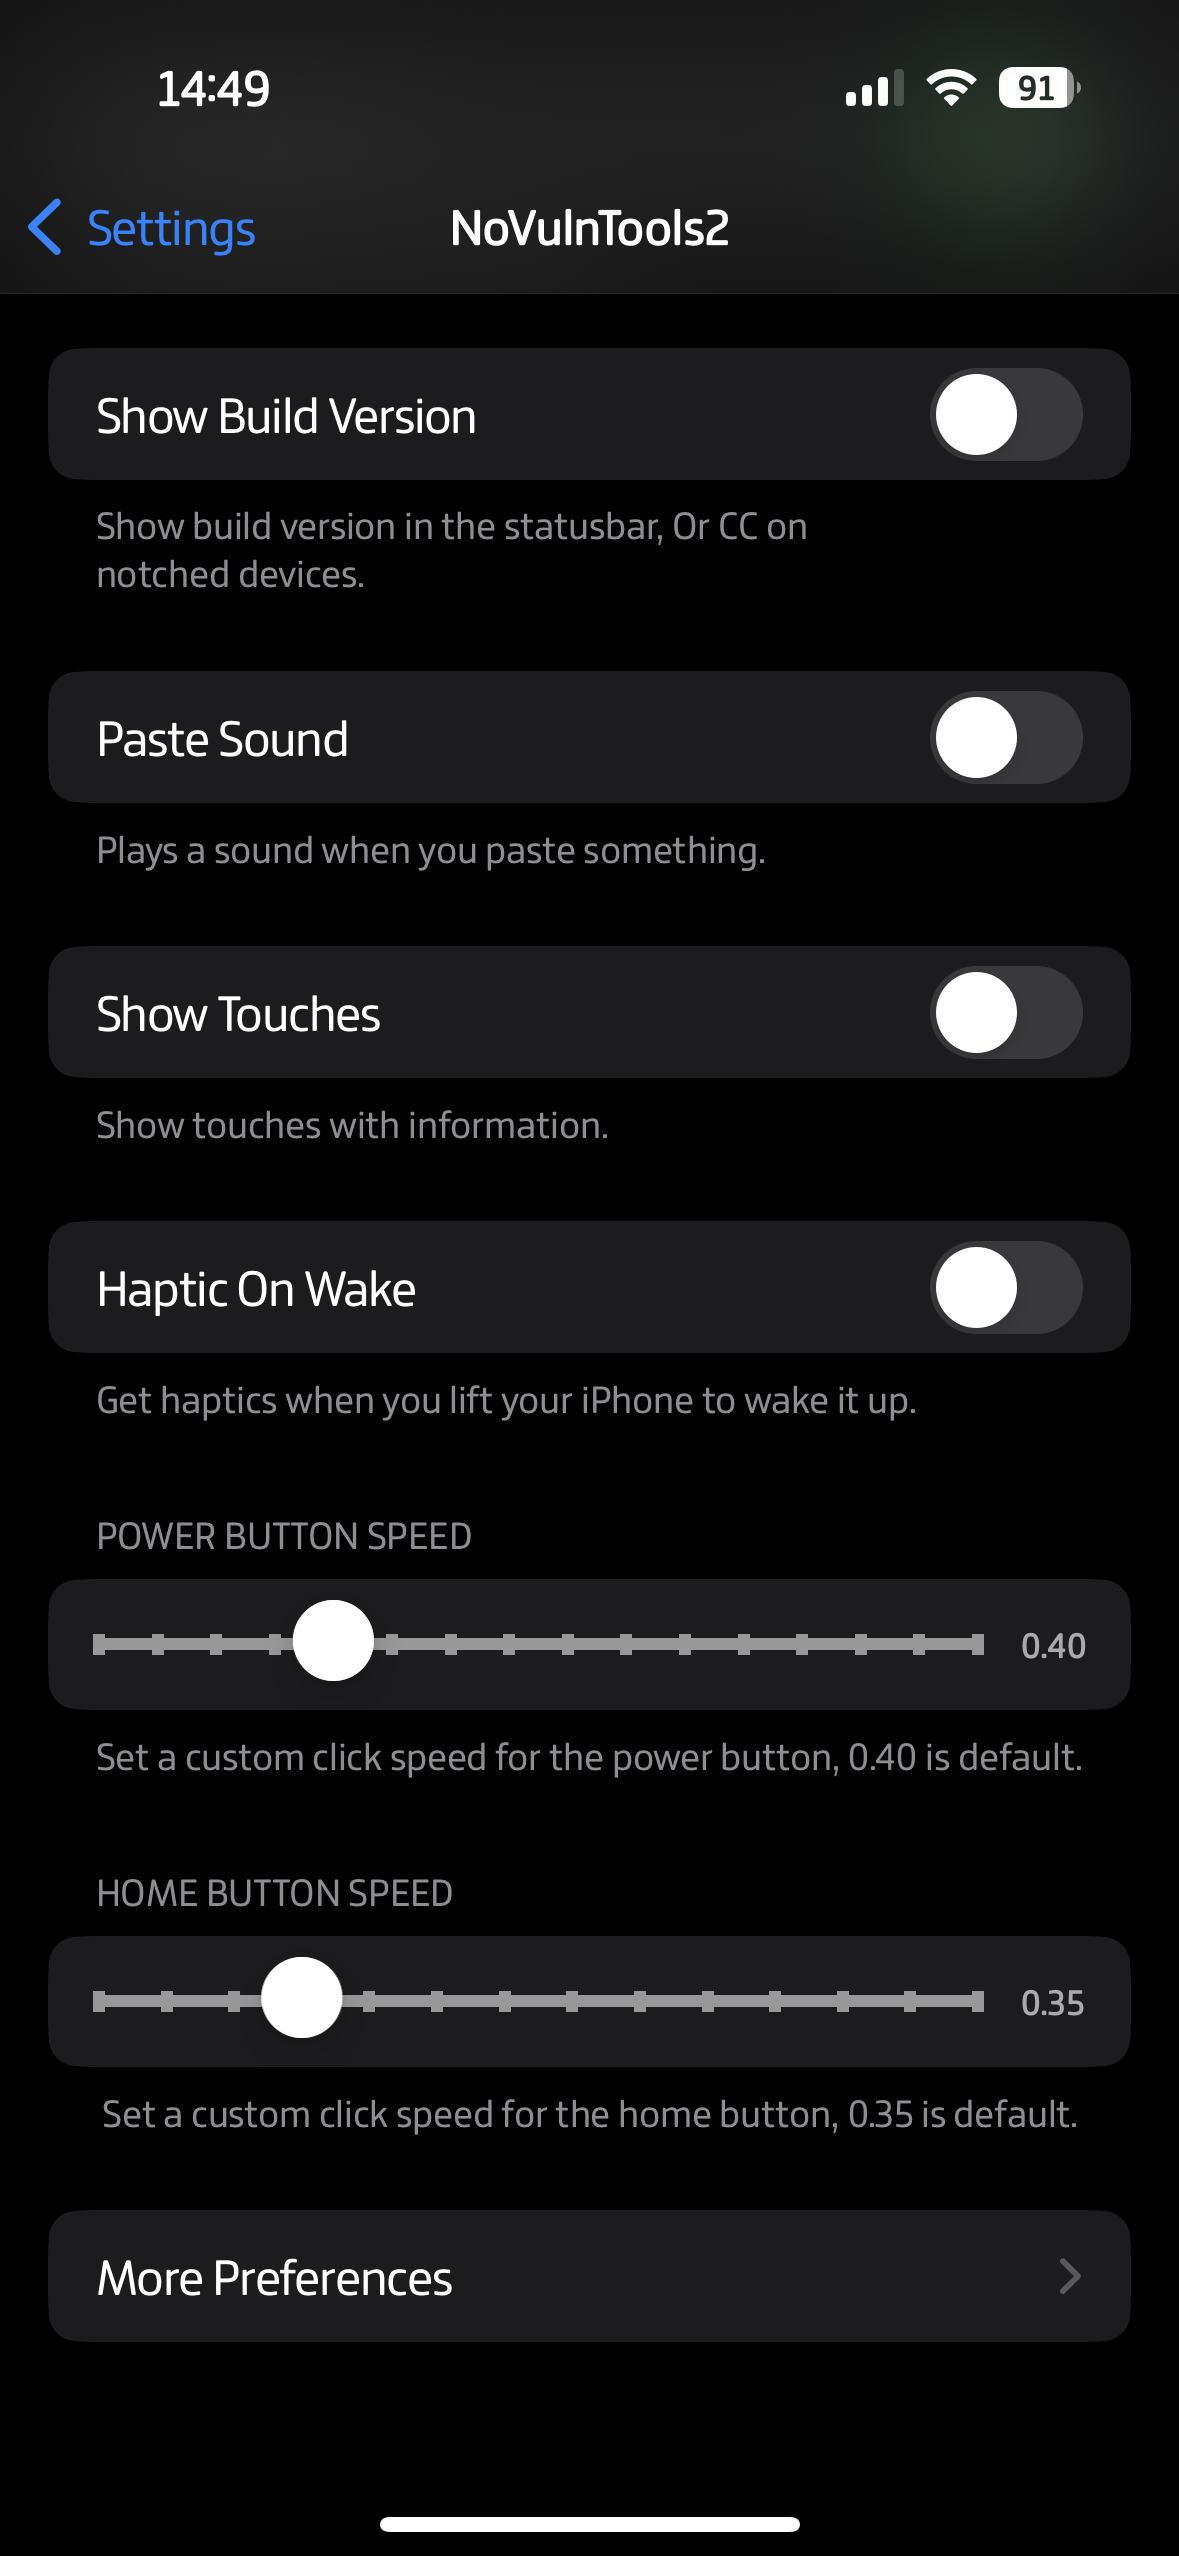 14:49
91
Settings
NoVulnTools2
Show Build Version
Show build version in the statusbar, Or CC on
notched devices.
Paste Sound
Plays a sound when you paste something.
Show Touches
Show touches with information.
Haptic On Wake
Get haptics when you lift your iPhone to wake it up.
POWER BUTTON SPEED
0.40
Set a custom click speed for the power button, 0.40 is default.
HOME BUTTON SPEED
0.35
Set a custom click speed for the home button, 0.35 is default.
More Preferences